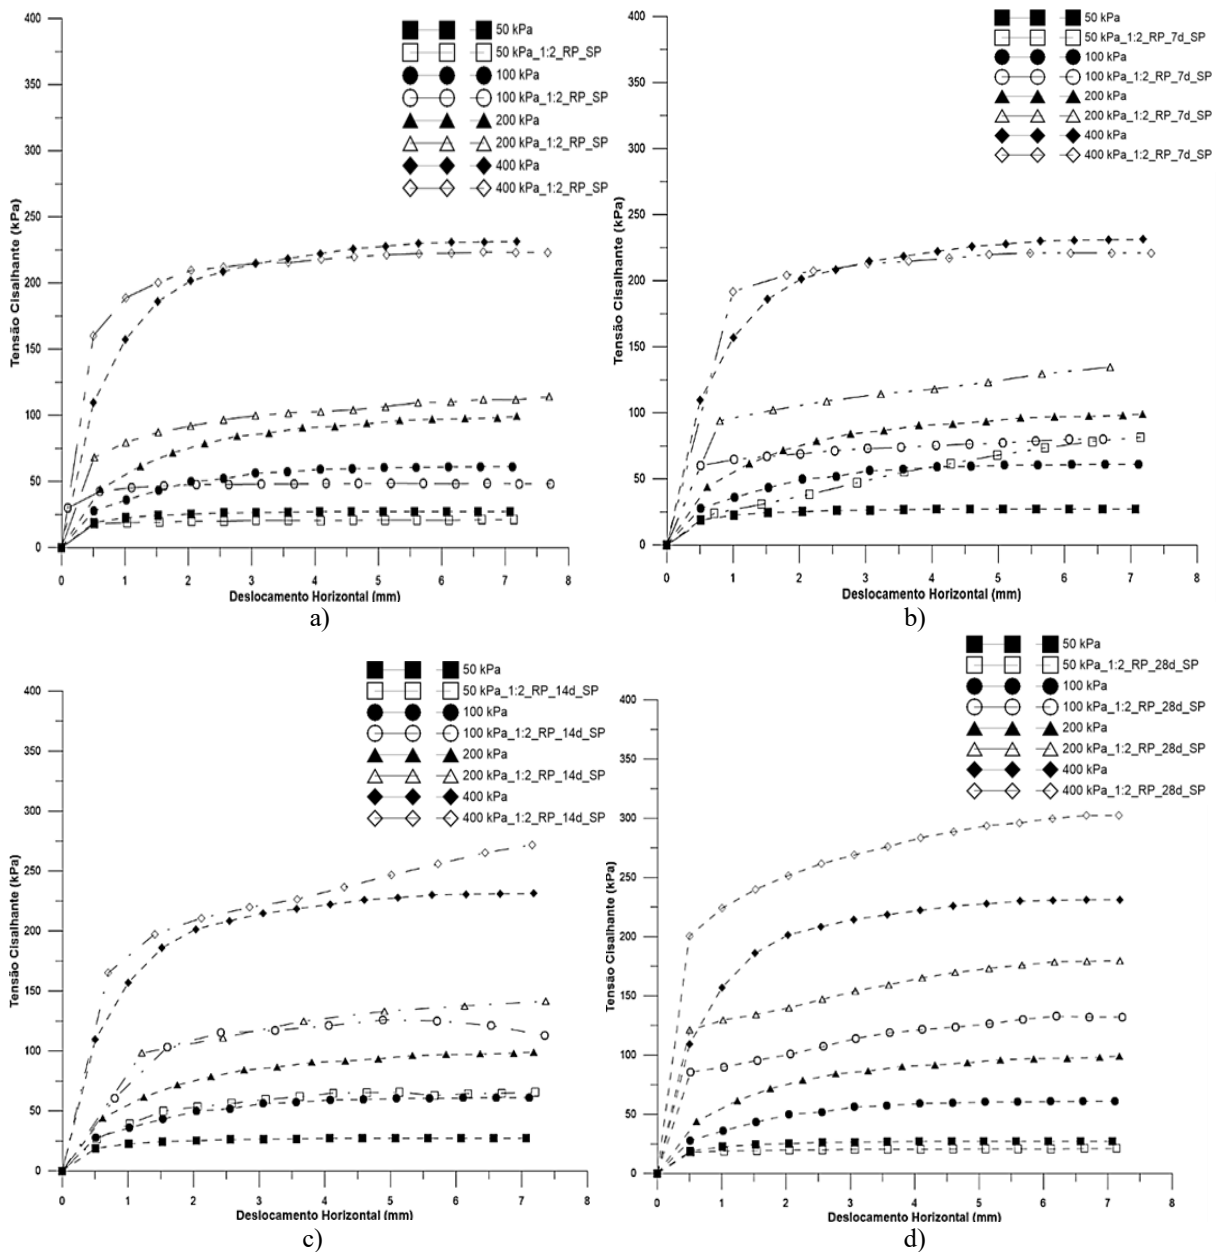 50 kPa
50 kPa_1:2_RP_SP
100 kPa
100 kPa_1:2_RP_SP
200 kPa
200 kPa_1:2_RP_SP
400 kPa
400 kPa_1:2_RP_SP
Tensão Cisalhante (kPa)
400
350
300
250
200
150
100
50
0
0 1 2 3 4 5 6 7 8
Deslocamento Horizontal (mm)
a)
50 kPa
50 kPa_1:2_RP_7d_SP
100 kPa
100 kPa_1:2_RP_7d_SP
200 kPa
200 kPa_1:2_RP_7d_SP
400 kPa
400 kPa_1:2_RP_7d_SP
Tensão Cisalhante (kPa)
400
350
300
250
200
150
100
50
0
0 1 2 3 4 5 6 7 8
Deslocamento Horizontal (mm)
b)
50 kPa
50 kPa_1:2_RP_14d_SP
100 kPa
100 kPa_1:2_RP_14d_SP
200 kPa
200 kPa_1:2_RP_14d_SP
400 kPa
400 kPa_1:2_RP_14d_SP
Tensão Cisalhante (kPa)
400
350
300
250
200
150
100
50
0
0 1 2 3 4 5 6 7 8
Deslocamento Horizontal (mm)
c)
50 kPa
50 kPa_1:2_RP_28d_SP
100 kPa
100 kPa_1:2_RP_28d_SP
200 kPa
200 kPa_1:2_RP_28d_SP
400 kPa
400 kPa_1:2_RP_28d_SP
Tensão Cisalhante (kPa)
400
350
300
250
200
150
100
50
0
0 1 2 3 4 5 6 7 8
Deslocamento Horizontal (mm)
d)